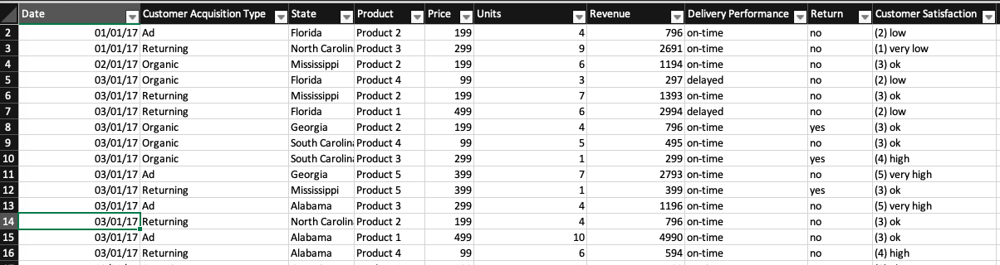 Date Customer Acquisition Type State Product Price Units Revenue Delivery Performance Return Customer Satisfaction
2 01/01/17 Ad Florida Product 2 199 4 796 on-time no (2) low
3 01/01/17 Returning North Carolin Product 3 299 9 2691 on-time no (1) very low
4 02/01/17 Organic Mississippi Product 2 199 6 1194 on-time no (3) ok
5 03/01/17 Organic Florida Product 4 99 3 297 delayed no (2) low
6 03/01/17 Returning Mississippi Product 2 199 7 1393 on-time no (3) ok
7 03/01/17 Returning Florida Product 1 499 6 2994 delayed no (2) low
8 03/01/17 Organic Georgia Product 2 199 4 796 on-time yes (3) ok
9 03/01/17 Organic South Carolin Product 4 99 5 495 on-time no (3) ok
10 03/01/17 Organic South Carolin Product 3 299 1 299 on-time yes (4) high
11 03/01/17 Ad Georgia Product 5 399 7 2793 on-time no (5) very high
12 03/01/17 Returning Mississippi Product 5 399 1 399 on-time yes (3) ok
13 03/01/17 Ad Alabama Product 3 299 4 1196 on-time no (5) very high
14 03/01/17 Returning North Carolin Product 2 199 4 796 on-time no (3) ok
15 03/01/17 Ad Alabama Product 1 499 10 4990 on-time no (3) ok
16 03/01/17 Returning Alabama Product 4 99 6 594 on-time no (4) high